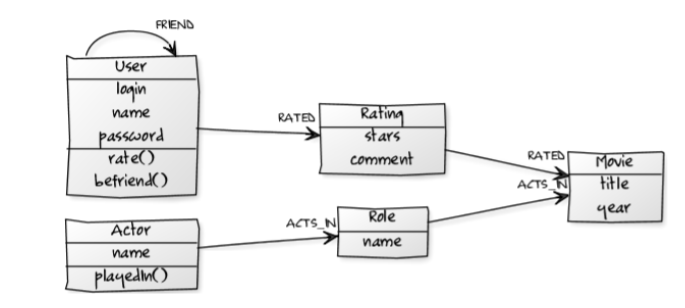 FRIEND
User
login
name
password
rate()
befriend()
RATED
Rating
stars
comment
RATED
ACTS_IN
Movie
title
year
Actor
name
playedIn()
ACTS_IN
Role
name